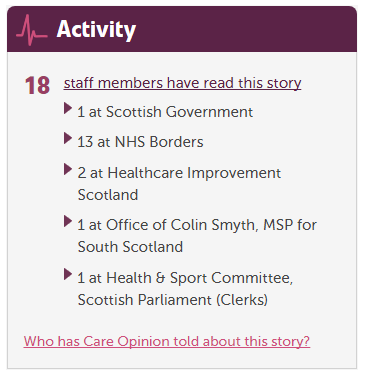 Activity
18 staff members have read this story
1 at Scottish Government
13 at NHS Borders
2 at Healthcare Improvement
Scotland
1 at Office of Colin Smyth, MSP for
South Scotland
1 at Health & Sport Committee,
Scottish Parliament (Clerks)
Who has Care Opinion told about this story?